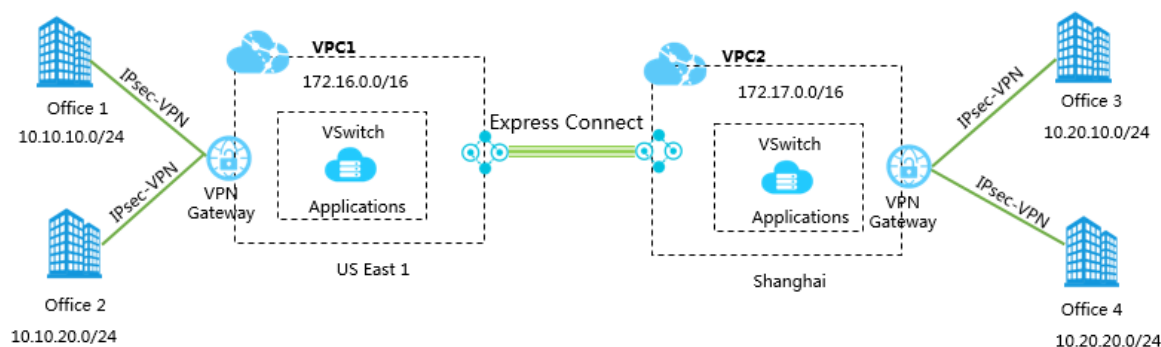 Office 1
10.10.10.0/24
IPsec-VPN
IPsec-VPN
Office 2
10.10.20.0/24
VPN
Gateway
VPC1
172.16.0.0/16
VSwitch
Applications
US East 1
Express Connect
VPC2
172.17.0.0/16
VSwitch
Applications
Shanghai
VPN
Gateway
IPsec-VPN
IPsec-VPN
Office 3
10.20.10.0/24
Office 4
10.20.20.0/24